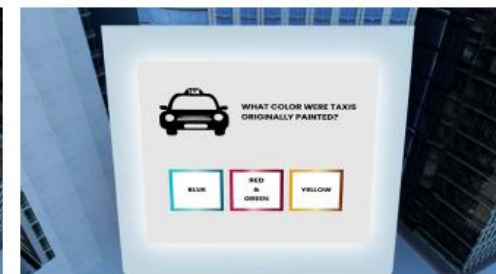 TAXI
WHAT COLOR WERE TAXIS
ORIGINALLY PAINTED?
BLUE
RED
&
GREEN
YELLOW